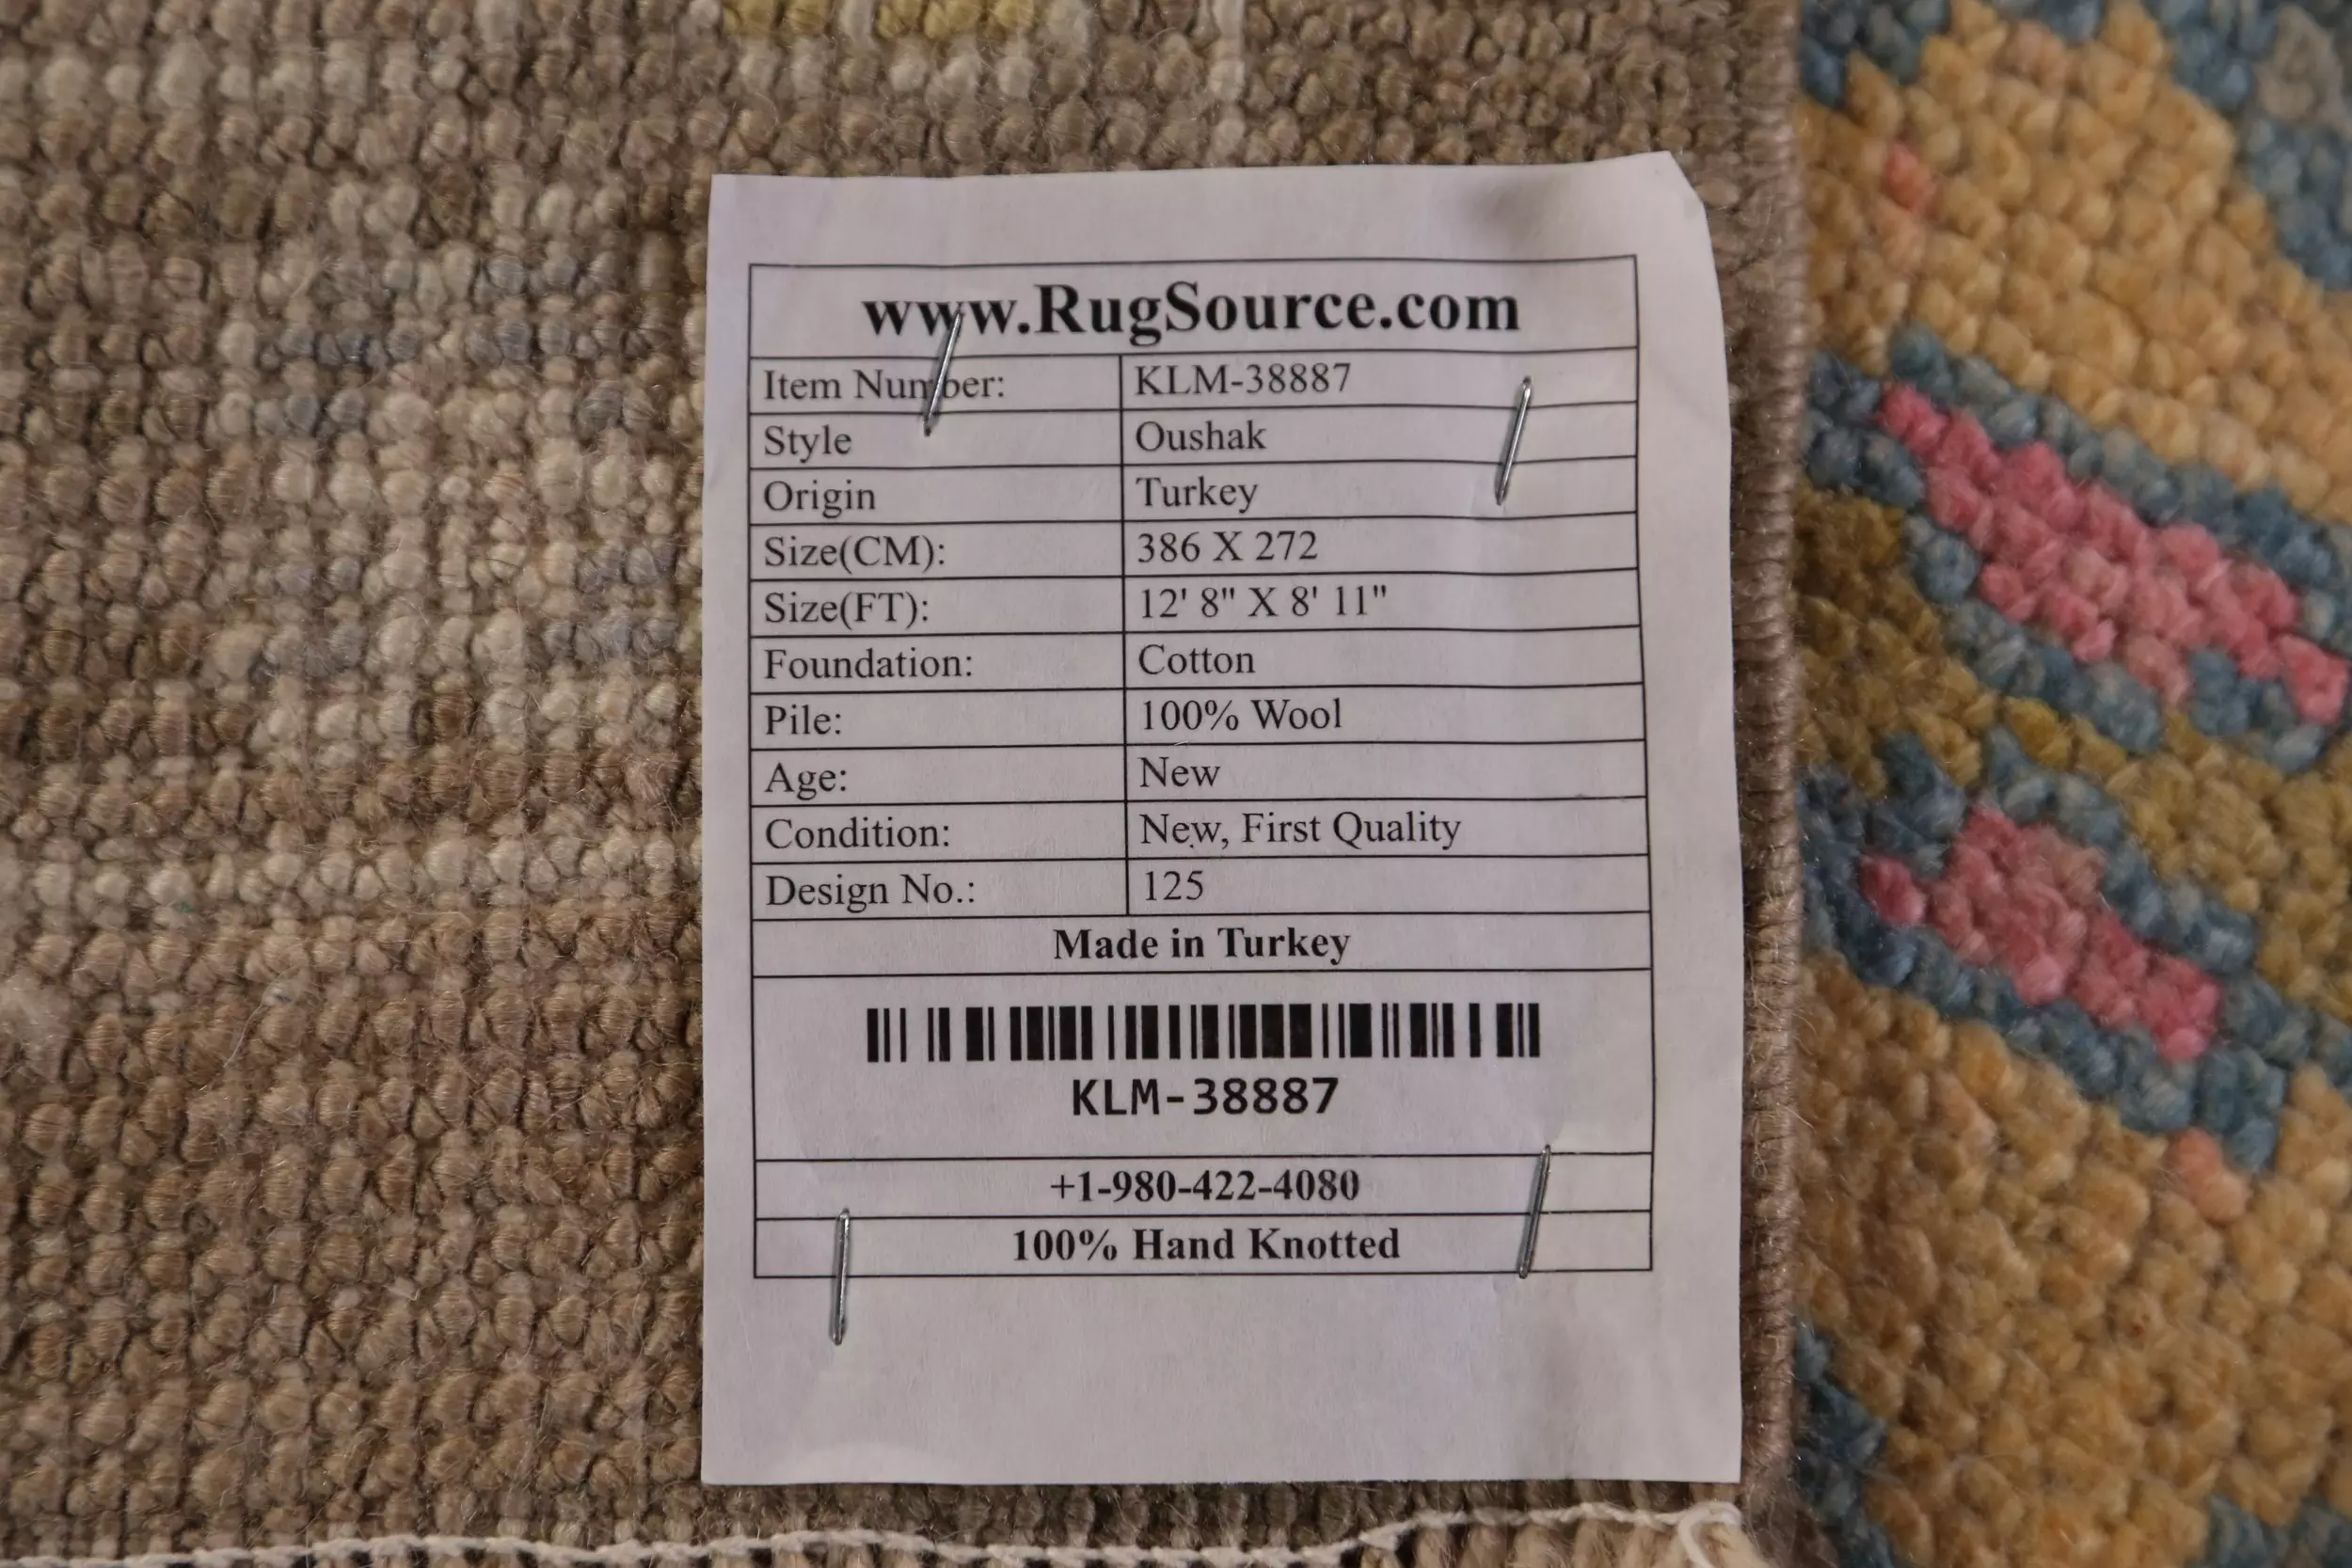 www.RugSource.com
Item Number: KLM-38887
Style Oushak
Origin Turkey
Size(CM): 386 X 272
Size(FT): 12' 8" X 8' 11"
Foundation: Cotton
Pile: 100% Wool
Age: New
Condition: New, First Quality
Design No.: 125
Made in Turkey
KLM-38887
+1-980-422-4080
100% Hand Knotted